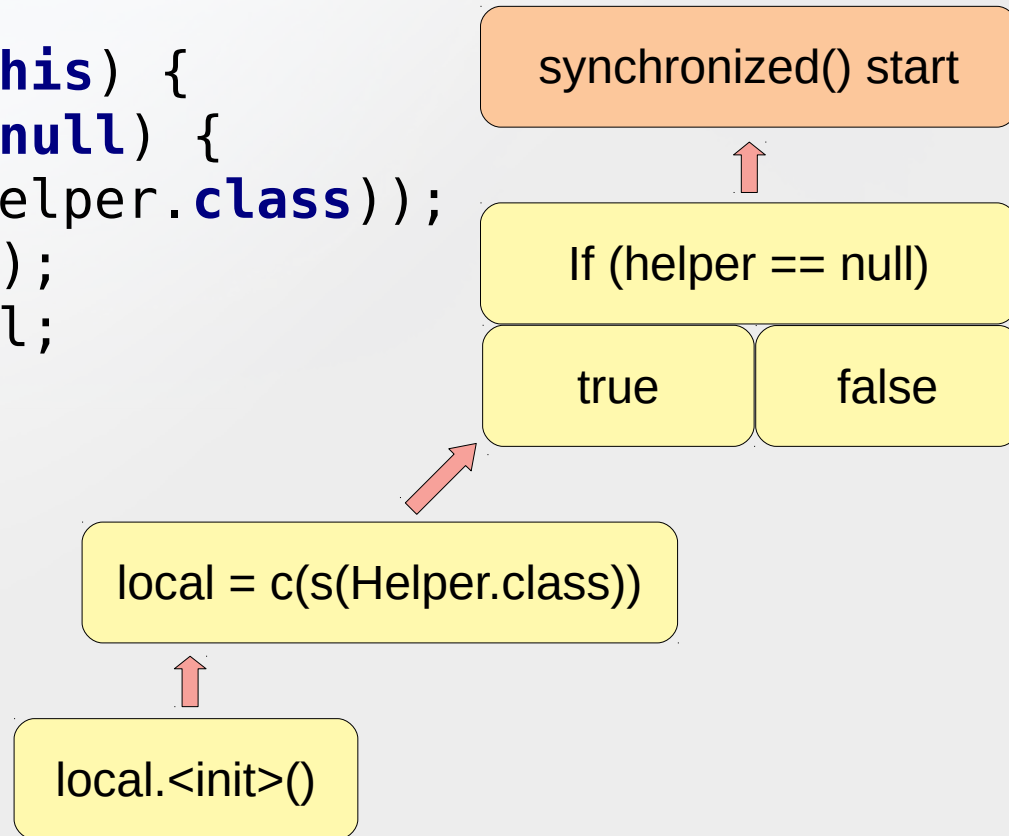 his) {
null) {
elper.class));
);
l;
synchronized() start
If (helper == null)
true
false
local = c(s(Helper.class))
local.<init>()